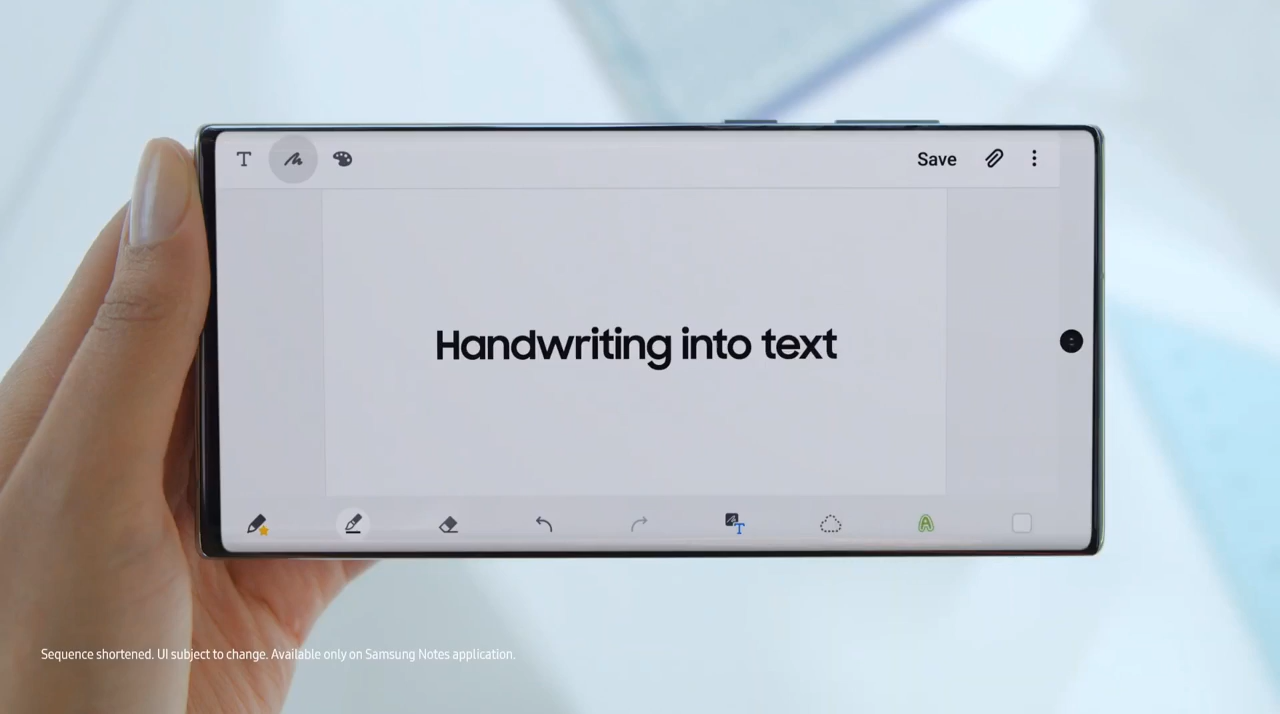 T
Save
Handwriting into text
T
A
Sequence shortened. UI subject to change. Available only on Samsung Notes application.